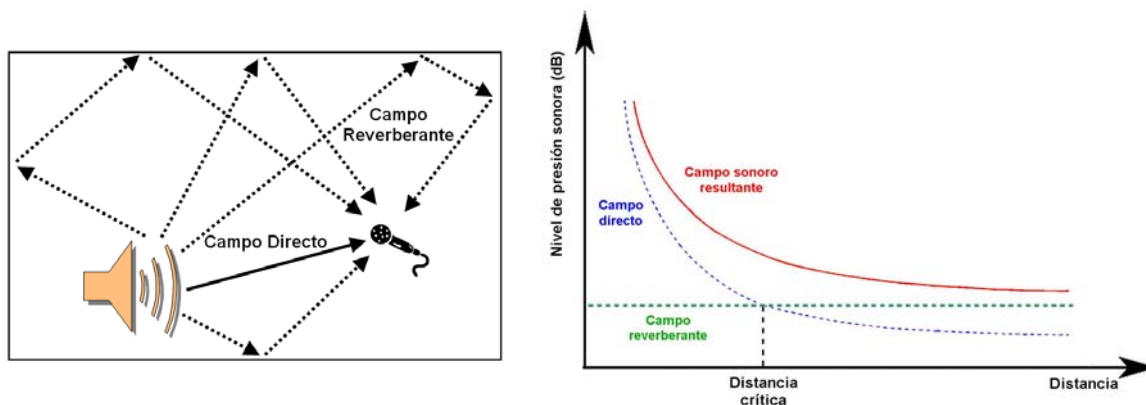 Campo
Reverberante
Campo Directo
Nivel de presión sonora (dB)
Campo sonoro
resultante
Campo
directo
Campo
reverberante
Distancia
crítica
Distancia